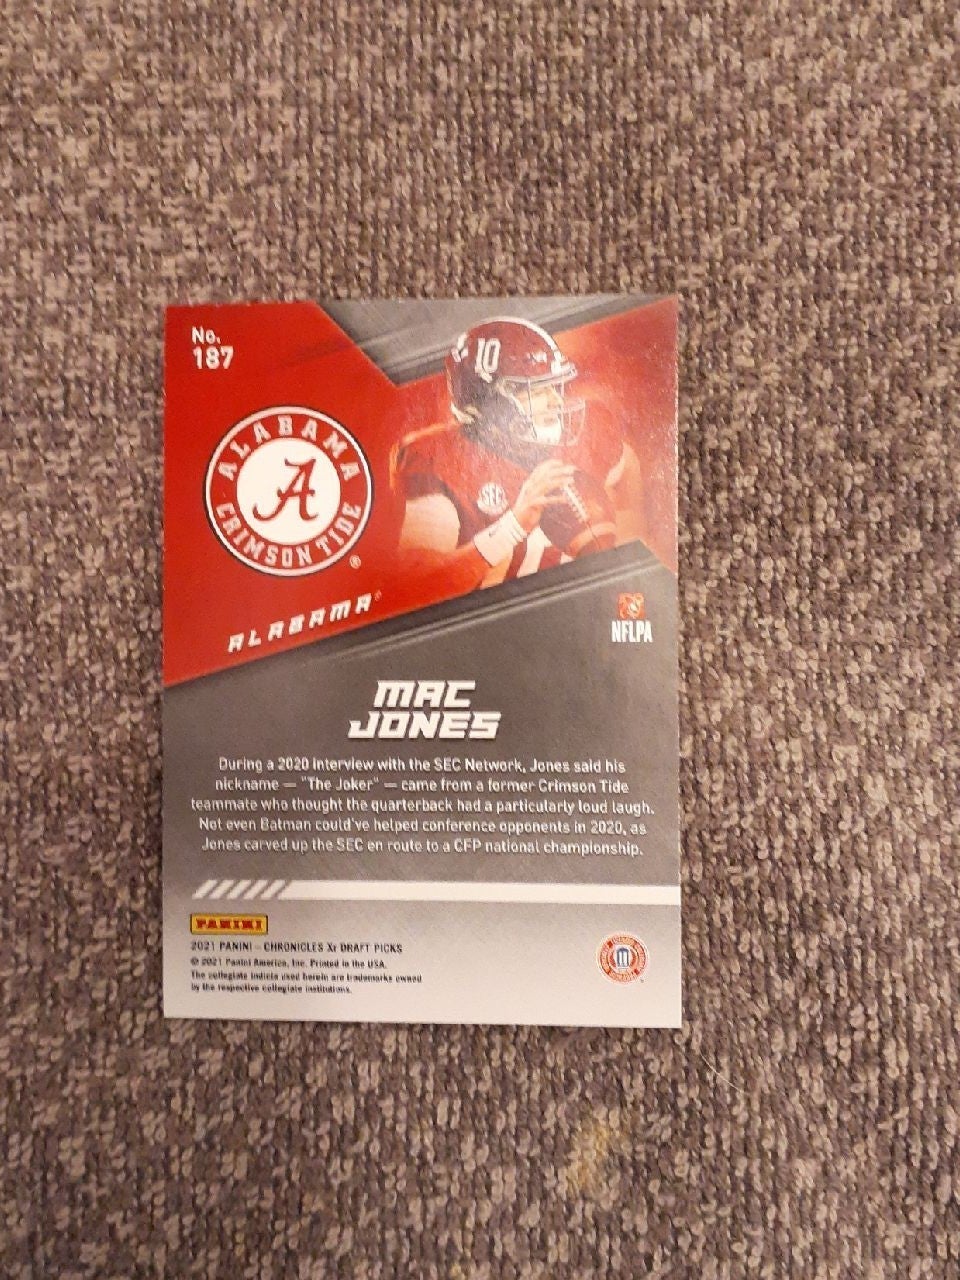 No.
187
10
ALABAMA
A
CRIMSON TIDE
®
SEC
ALABAMA®
NFLPA
MAC
JONES
During a 2020 interview with the SEC Network, Jones said his
nickname — "The Joker" — came from a former Crimson Tide
teammate who thought the quarterback had a particularly loud laugh.
Not even Batman could've helped conference opponents in 2020, as
Jones carved up the SEC en route to a CFP national championship.
PANINI
2021 PANINI – CHRONICLES Xr DRAFT PICKS
© 2021 Panini America, Inc. Printed in the USA.
The collegiate indicia used herein are trademarks owned
by the respective collegiate institutions.